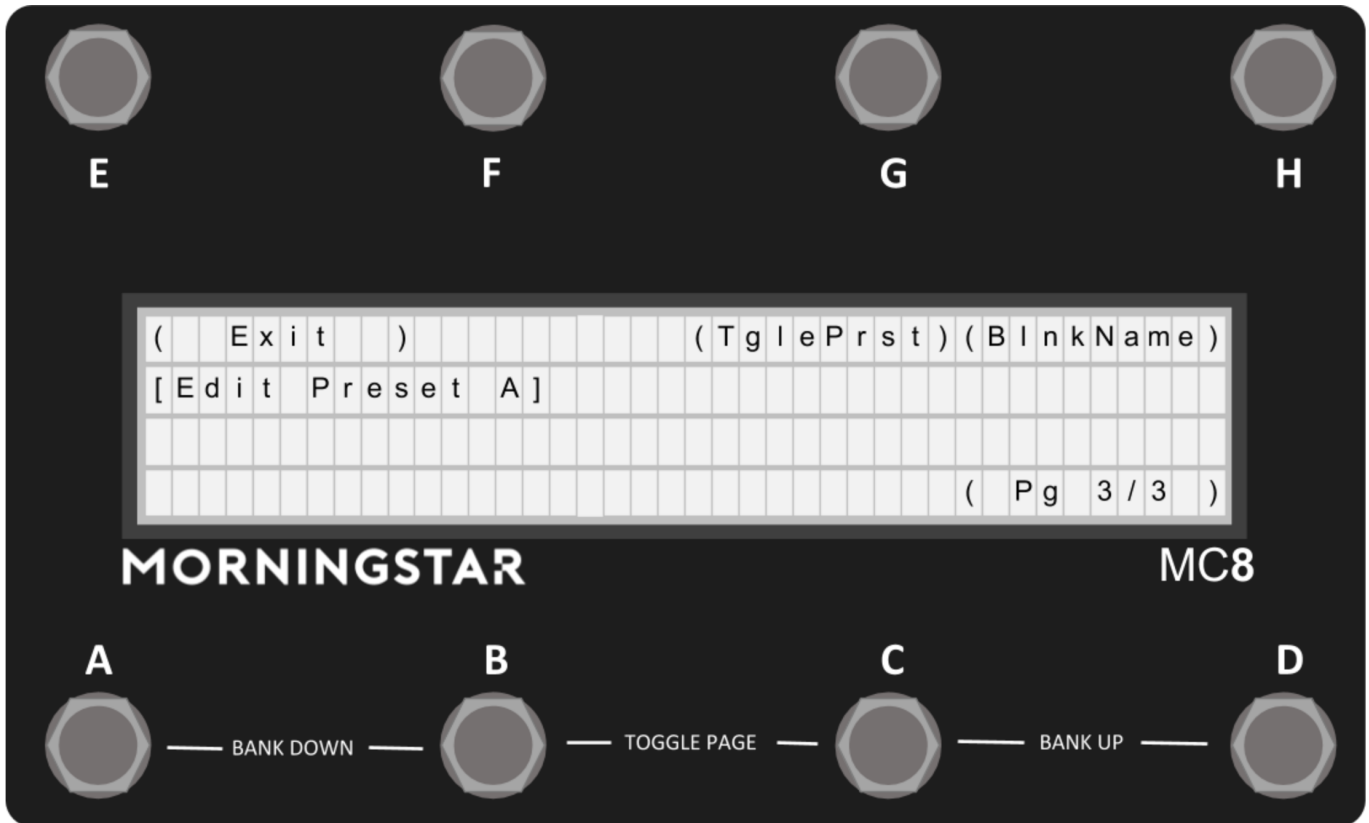 E F G H
( Exit ) (TglePrst)(BlnkName)
[Edit Preset A]
( Pg 3/3 )
MORNINGSTAR MC8
A B C D
BANK DOWN TOGGLE PAGE BANK UP